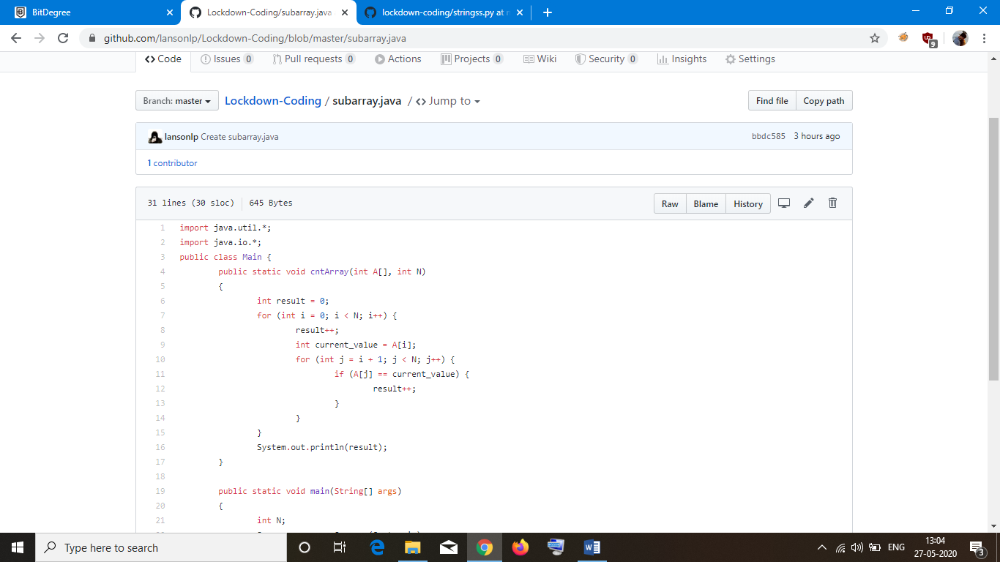 BitDegree
Lockdown-Coding/subarray.java
lockdown-coding/stringss.py at
github.com/lansonlp/Lockdown-Coding/blob/master/subarray.java
9
Code Issues 0 Pull requests 0 Actions Projects 0 Wiki Security 0 Insights Settings
Branch: master Lockdown-Coding / subarray.java / <> Jump to Find file Copy path
lansonlp Create subarray.java bbdc585 3 hours ago
1 contributor
31 lines (30 sloc) 645 Bytes Raw Blame History
1 import java.util.*;
2 import java.io.*;
3 public class Main {
4 public static void cntArray(int A[], int N)
5 {
6 int result = 0;
7 for (int i = 0; i < N; i++) {
8 result++;
9 int current_value = A[i];
10 for (int j = i + 1; j < N; j++) {
11 if (A[j] == current_value) {
12 result++;
13 }
14 }
15 }
16 System.out.println(result);
17 }
18
19 public static void main(String[] args)
20 {
21 int N;
Type here to search
ENG
13:04
27-05-2020
3